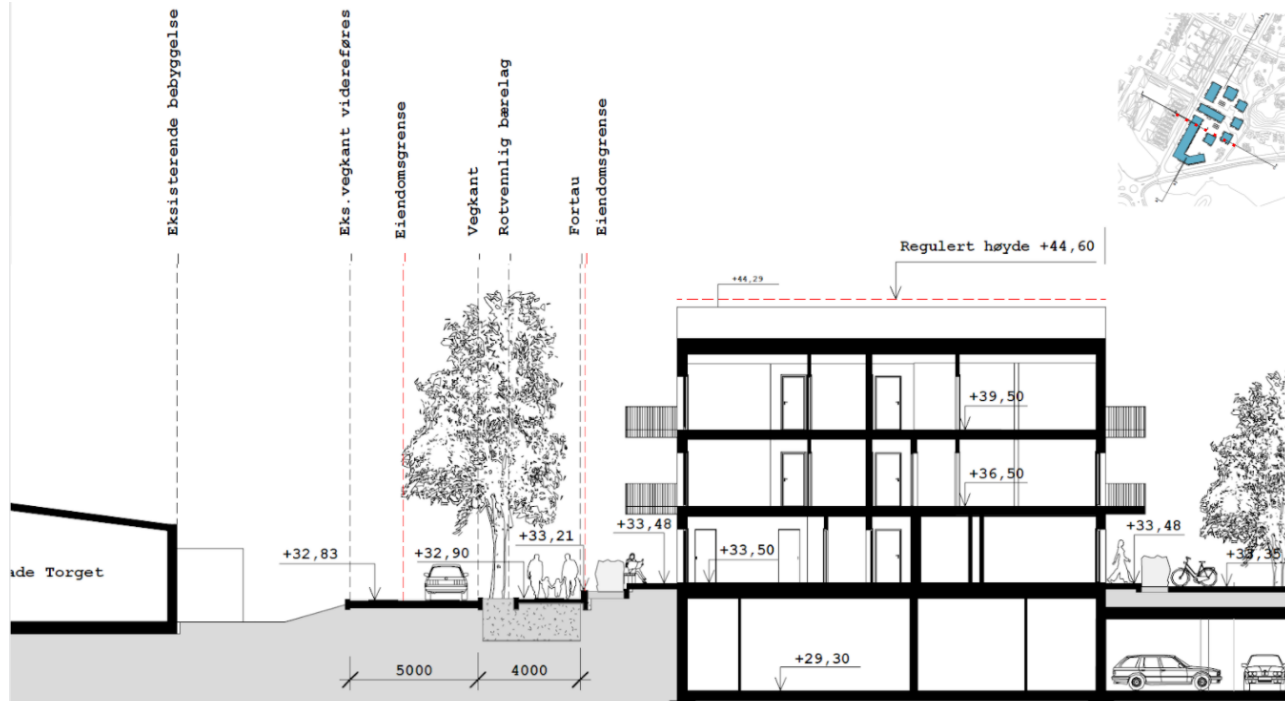 Eksisterende bebyggelse
Eks.vegkant videreføres
Eiendomsgrense
Vegkant
Rotvennlig bærelag
Fortau
Eiendomsgrense
Regulert høyde +44,60
+44,29
+39,50
+36,50
+33,21
+33,48
+33,48
+32,83
+32,90
+33,50
+33,35
ade Torget
+29,30
5000
4000